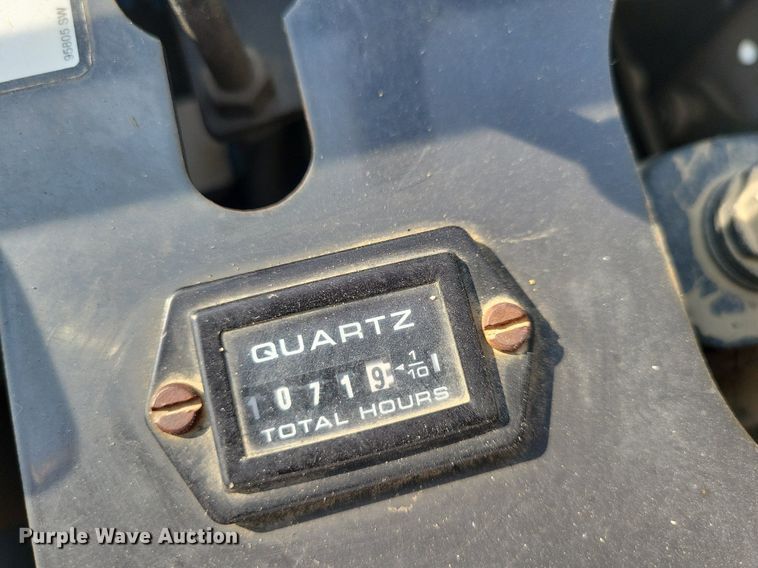 95805 SW
QUARTZ
10719 1/10
TOTAL HOURS
Purple Wave Auction